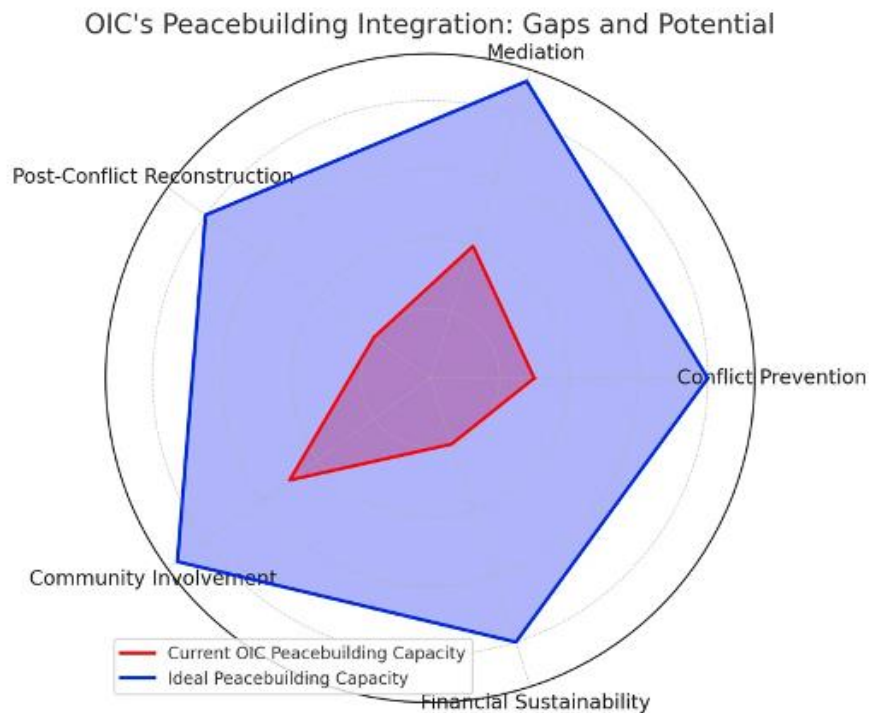 OIC's Peacebuilding Integration: Gaps and Potential
Mediation
Post-Conflict Reconstruction
Conflict Prevention
Community Involvement
Current OIC Peacebuilding Capacity
Ideal Peacebuilding Capacity
Financial Sustainability